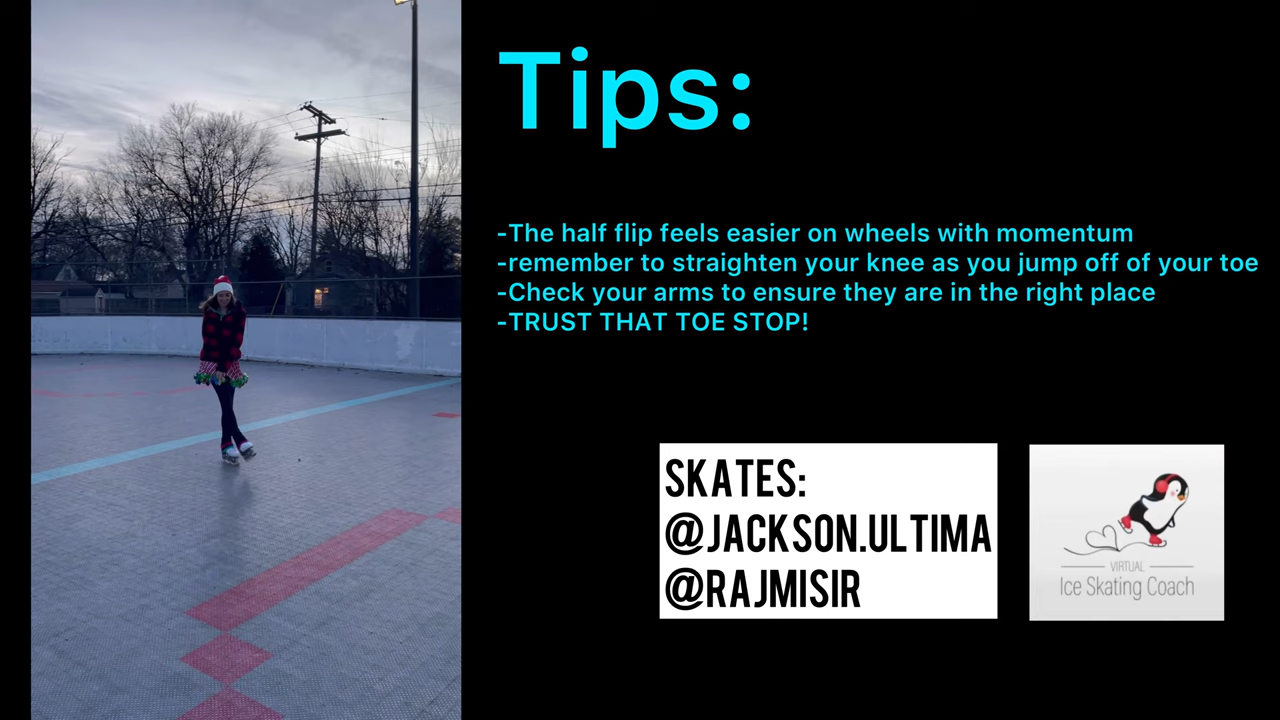 Tips:
-The half flip feels easier on wheels with momentum
-remember to straighten your knee as you jump off of your toe
-Check your arms to ensure they are in the right place
-TRUST THAT TOE STOP!
SKATES:
@JACKSON.ULTIMA
@RAJMISIR
VIRTUAL
Ice Skating Coach